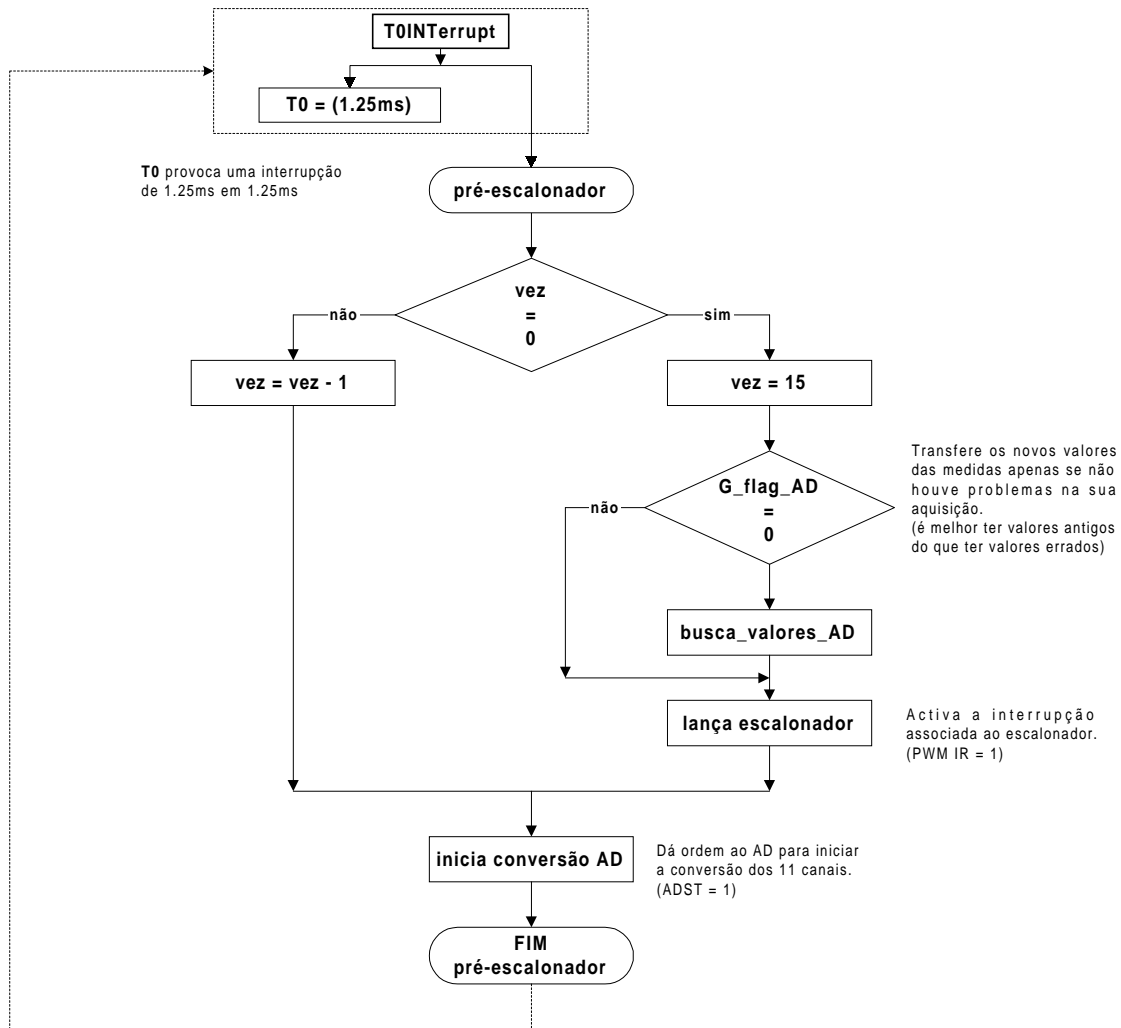 T0INTerrupt
T0 = (1.25ms)
T0 provoca uma interrupção
de 1.25ms em 1.25ms
pré-escalonador
vez
=
0
não
sim
vez = vez - 1
vez = 15
G_flag_AD
=
0
não
Transfere os novos valores
das medidas apenas se não
houve problemas na sua
aquisição.
(é melhor ter valores antigos
do que ter valores errados)
busca_valores_AD
lança escalonador
Activa a interrupção
associada ao escalonador.
(PWM IR = 1)
inicia conversão AD
Dá ordem ao AD para iniciar
a conversão dos 11 canais.
(ADST = 1)
FIM
pré-escalonador